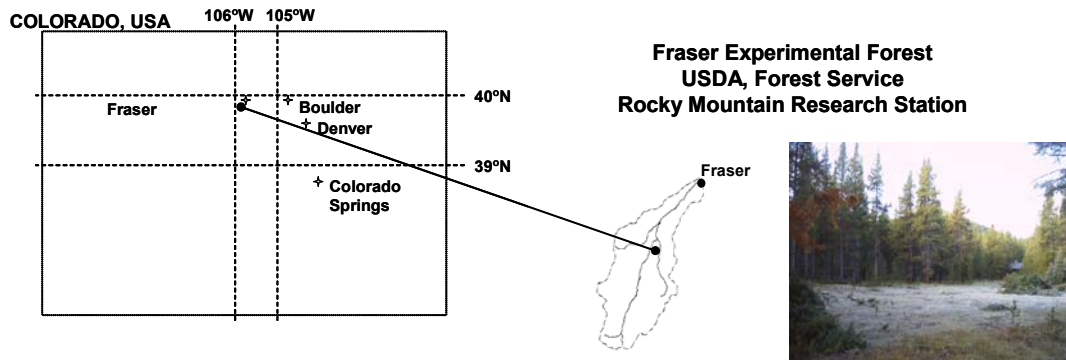 COLORADO, USA
106ºW
105ºW
40ºN
Fraser
Boulder
Denver
39ºN
Colorado
Springs
Fraser Experimental Forest
USDA, Forest Service
Rocky Mountain Research Station
Fraser